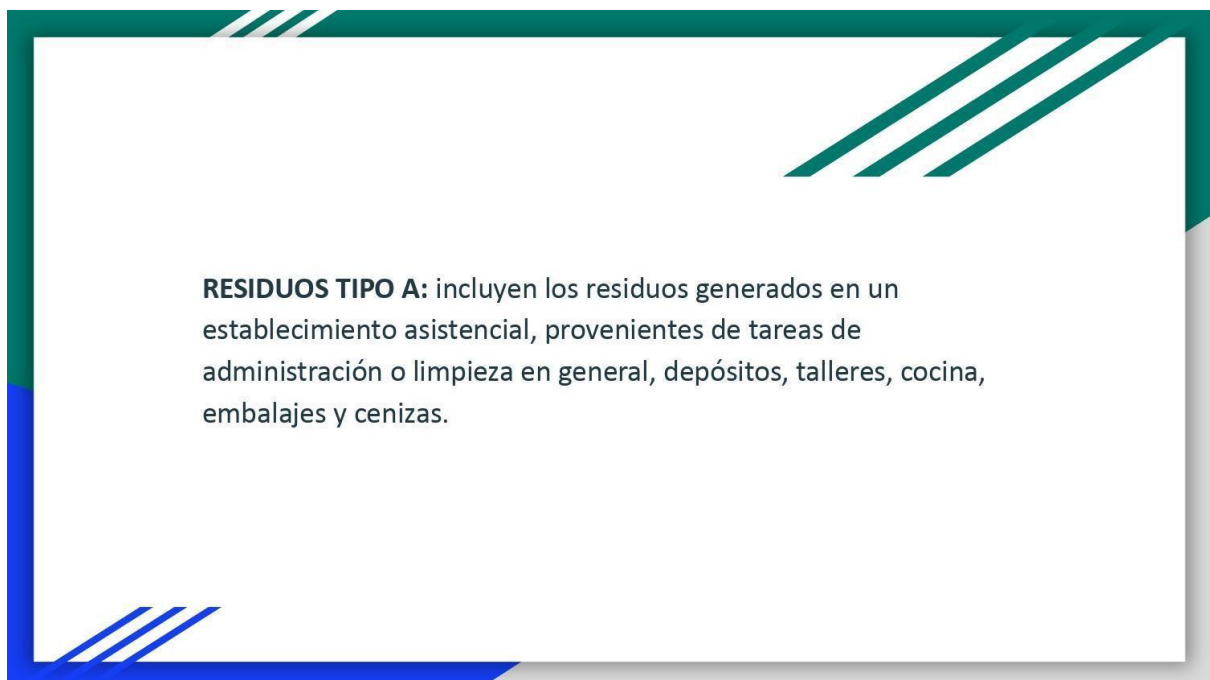 RESIDUOS TIPO A: incluyen los residuos generados en un
establecimiento asistencial, provenientes de tareas de
administración o limpieza en general, depósitos, talleres, cocina,
embalajes y cenizas.